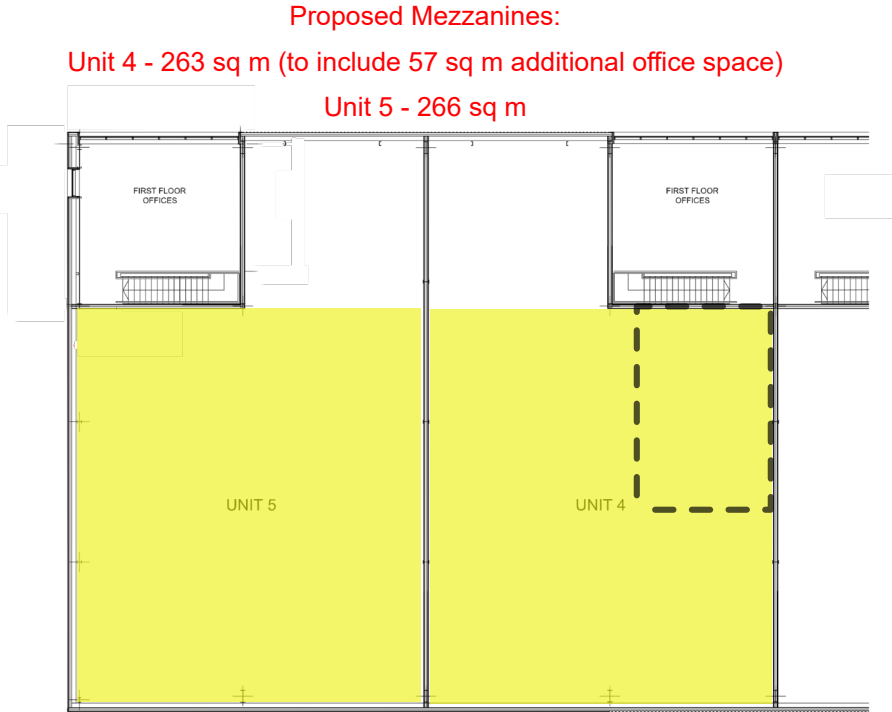 Proposed Mezzanines:
Unit 4 - 263 sq m (to include 57 sq m additional office space)
Unit 5 - 266 sq m
FIRST FLOOR
OFFICES
FIRST FLOOR
OFFICES
UNIT 5
UNIT 4